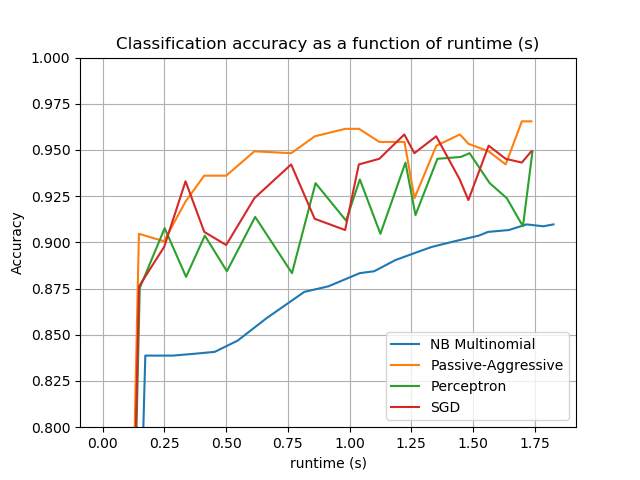 Classification accuracy as a function of runtime (s)
1.000
0.975
0.950
0.925
0.900
0.875
0.850
0.825
0.800
Accuracy
NB Multinomial
Passive-Aggressive
Perceptron
SGD
0.00 0.25 0.50 0.75 1.00 1.25 1.50 1.75
runtime (s)